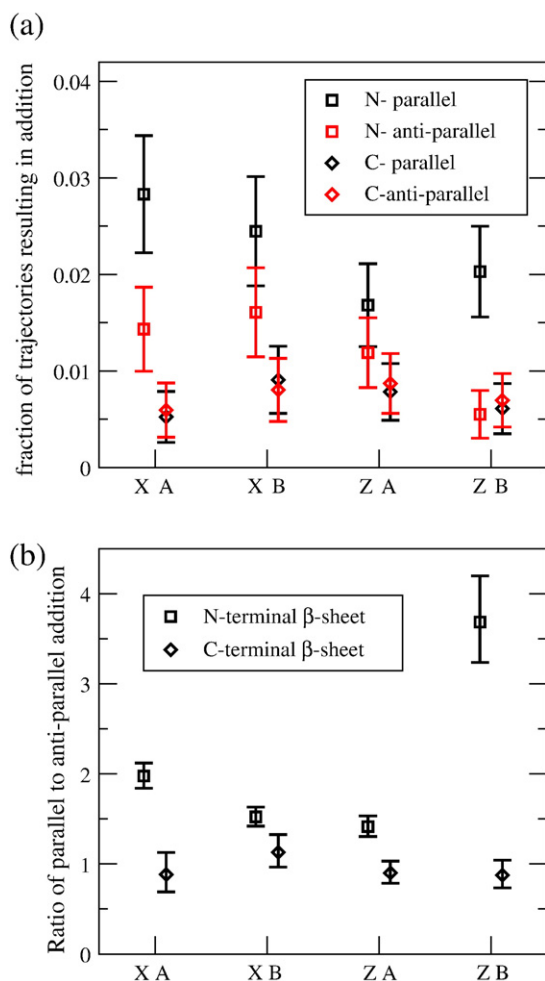 (a)
fraction of trajectories resulting in addition
0.04
0.03
0.02
0.01
0
N- parallel
N- anti-parallel
C- parallel
C-anti-parallel
X A
X B
Z A
Z B
(b)
Ratio of parallel to anti-parallel addition
4
3
2
1
0
N-terminal β-sheet
C-terminal β-sheet
X A
X B
Z A
Z B